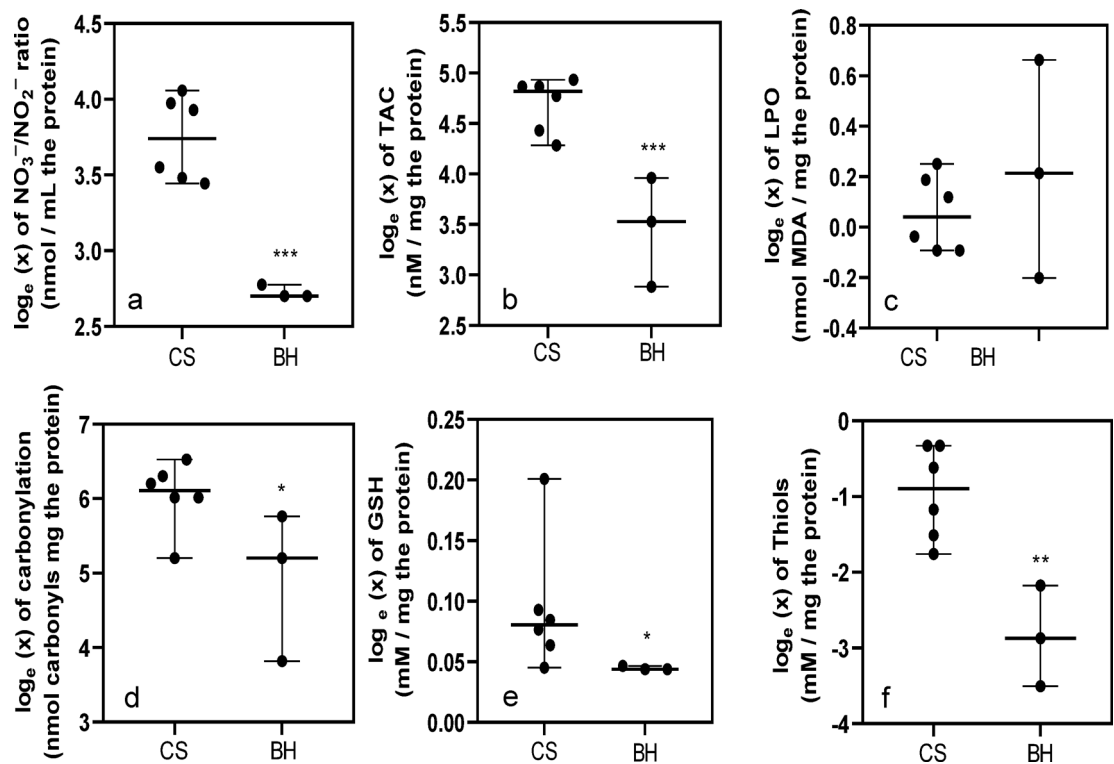 logₑ (x) of NO₃⁻/NO₂⁻ ratio
(nmol / mL the protein)
4.5
4.0
3.5
3.0
2.5
***
a
CS BH
logₑ (x) of TAC
(nM / mg the protein)
5.5
5.0
4.5
4.0
3.5
3.0
2.5
***
b
CS BH
logₑ (x) of LPO
(nmol MDA / mg the protein)
0.8
0.6
0.4
0.2
0.0
-0.2
-0.4
c
CS BH
logₑ (x) of carbonylation
(nmol carbonyls mg the protein)
7
6
5
4
3
*
d
CS BH
log ₑ (x) of GSH
(mM / mg the protein)
0.25
0.20
0.15
0.10
0.05
0.00
*
e
CS BH
logₑ (x) of Thiols
(mM / mg the protein)
0
-1
-2
-3
-4
**
f
CS BH